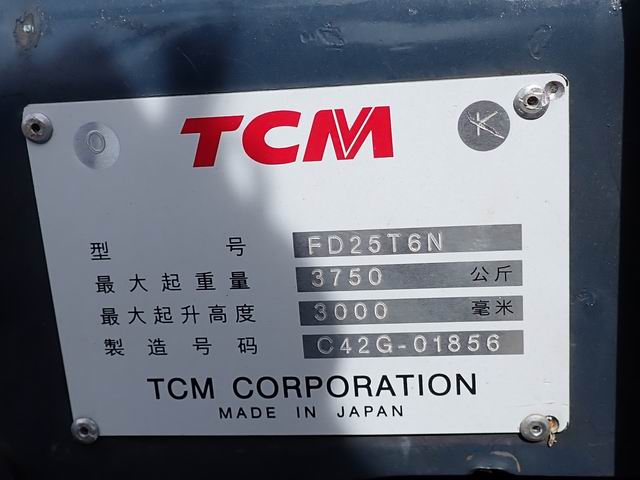 O TCM K
型号 FD25T6N
最大起重量 3750 公斤
最大起升高度 3000 毫米
製造号码 C42G-01856
TCM CORPORATION
MADE IN JAPAN